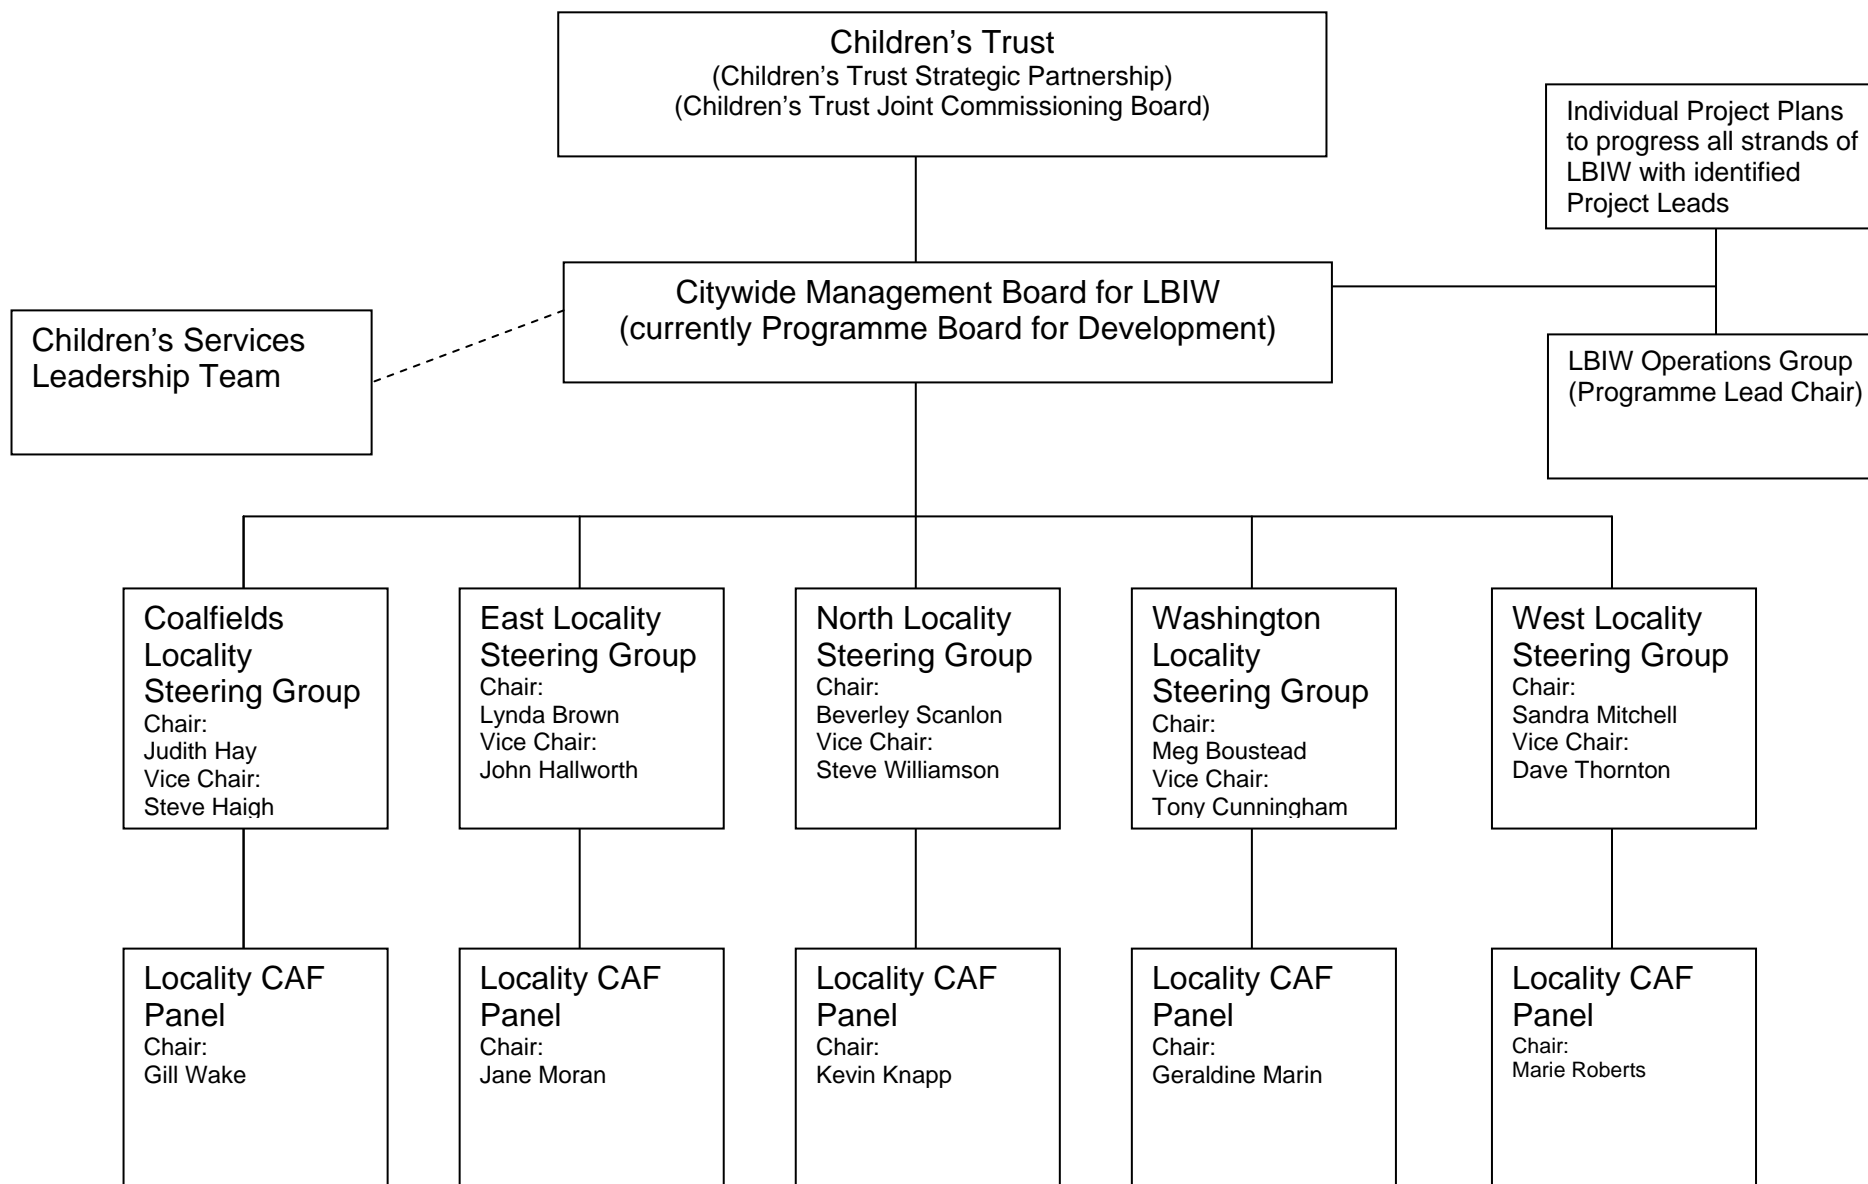 Children’s Trust
(Children’s Trust Strategic Partnership)
(Children’s Trust Joint Commissioning Board)
Individual Project Plans
to progress all strands of
LBIW with identified
Project Leads
Citywide Management Board for LBIW
(currently Programme Board for Development)
Children’s Services
Leadership Team
LBIW Operations Group
(Programme Lead Chair)
Coalfields
Locality
Steering Group
Chair:
Judith Hay
Vice Chair:
Steve Haigh
East Locality
Steering Group
Chair:
Lynda Brown
Vice Chair:
John Hallworth
North Locality
Steering Group
Chair:
Beverley Scanlon
Vice Chair:
Steve Williamson
Washington
Locality
Steering Group
Chair:
Meg Boustead
Vice Chair:
Tony Cunningham
West Locality
Steering Group
Chair:
Sandra Mitchell
Vice Chair:
Dave Thornton
Locality CAF
Panel
Chair:
Gill Wake
Locality CAF
Panel
Chair:
Jane Moran
Locality CAF
Panel
Chair:
Kevin Knapp
Locality CAF
Panel
Chair:
Geraldine Marin
Locality CAF
Panel
Chair:
Marie Roberts